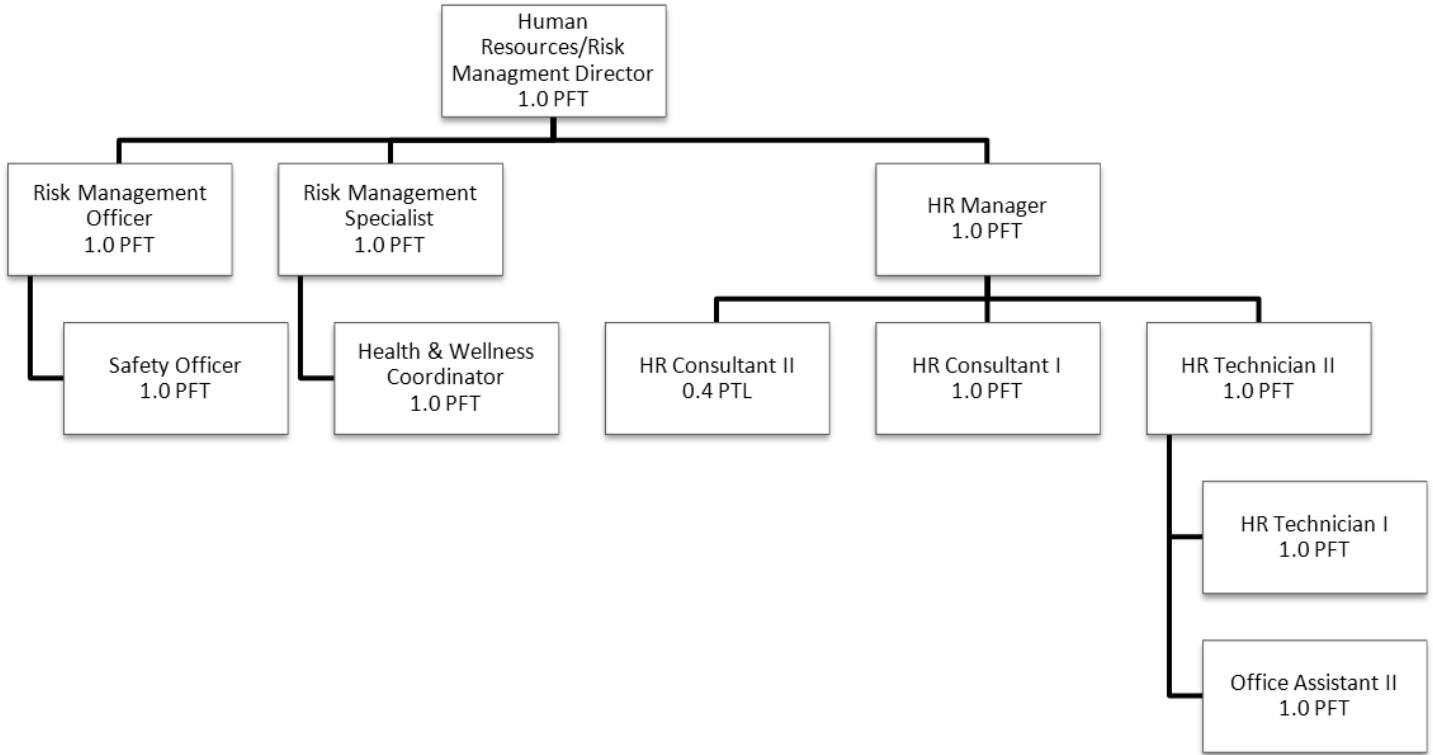 Human
Resources/Risk
Managment Director
1.0 PFT
Risk Management
Officer
1.0 PFT
Risk Management
Specialist
1.0 PFT
HR Manager
1.0 PFT
Safety Officer
1.0 PFT
Health & Wellness
Coordinator
1.0 PFT
HR Consultant II
0.4 PTL
HR Consultant I
1.0 PFT
HR Technician II
1.0 PFT
HR Technician I
1.0 PFT
Office Assistant II
1.0 PFT